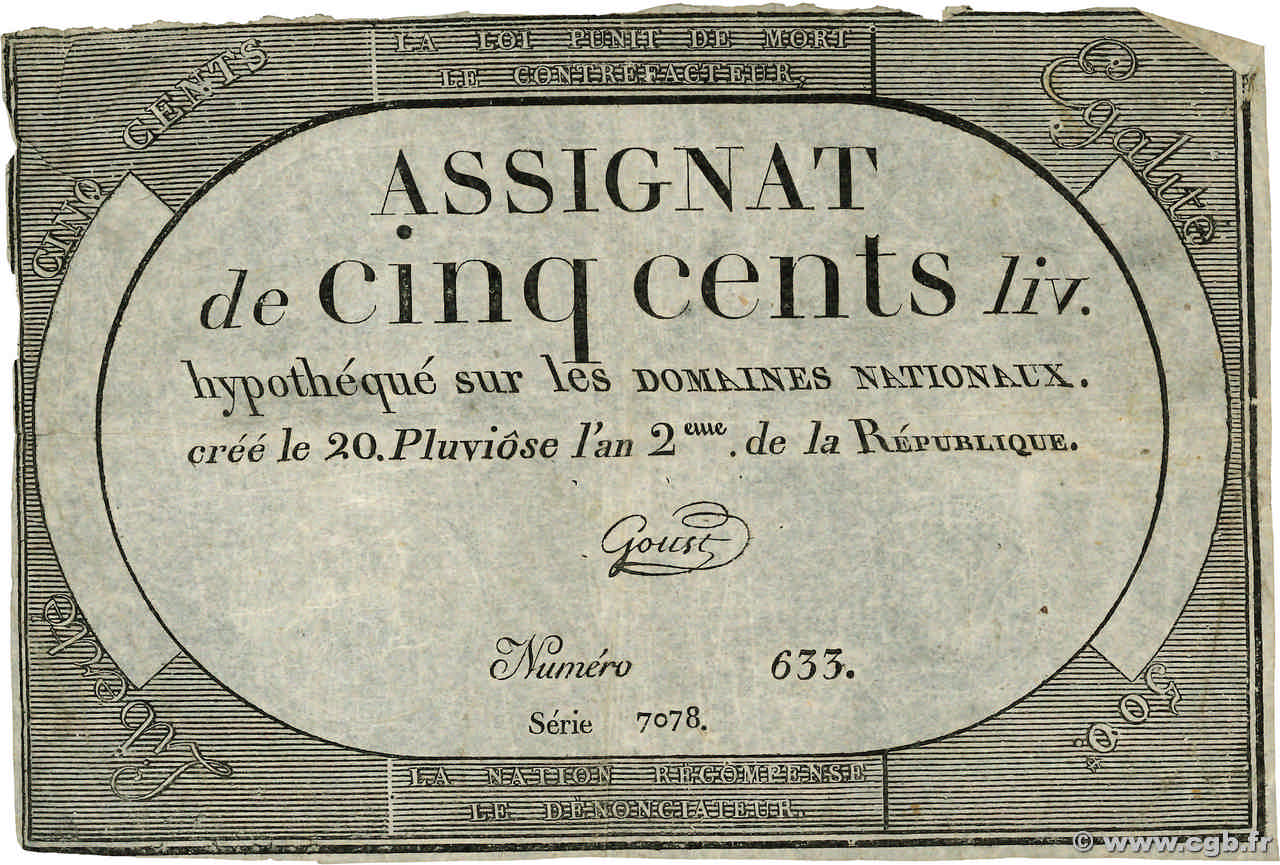 LA LOI PUNIT DE MORT
LE CONTREFACTEUR,
CINQ CENTS
Egalité
ASSIGNAT
de cinq cents liv.
hypothéqué sur les DOMAINES NATIONAUX.
créé le 20. Pluviôse l'an 2eme. de la RÉPUBLIQUE.
Goust
Numéro 633.
Série 7078.
Liberté
500.
LA NATION RÉCOMPENSE
LE DÉNONCIATEUR.
© www.cgb.fr